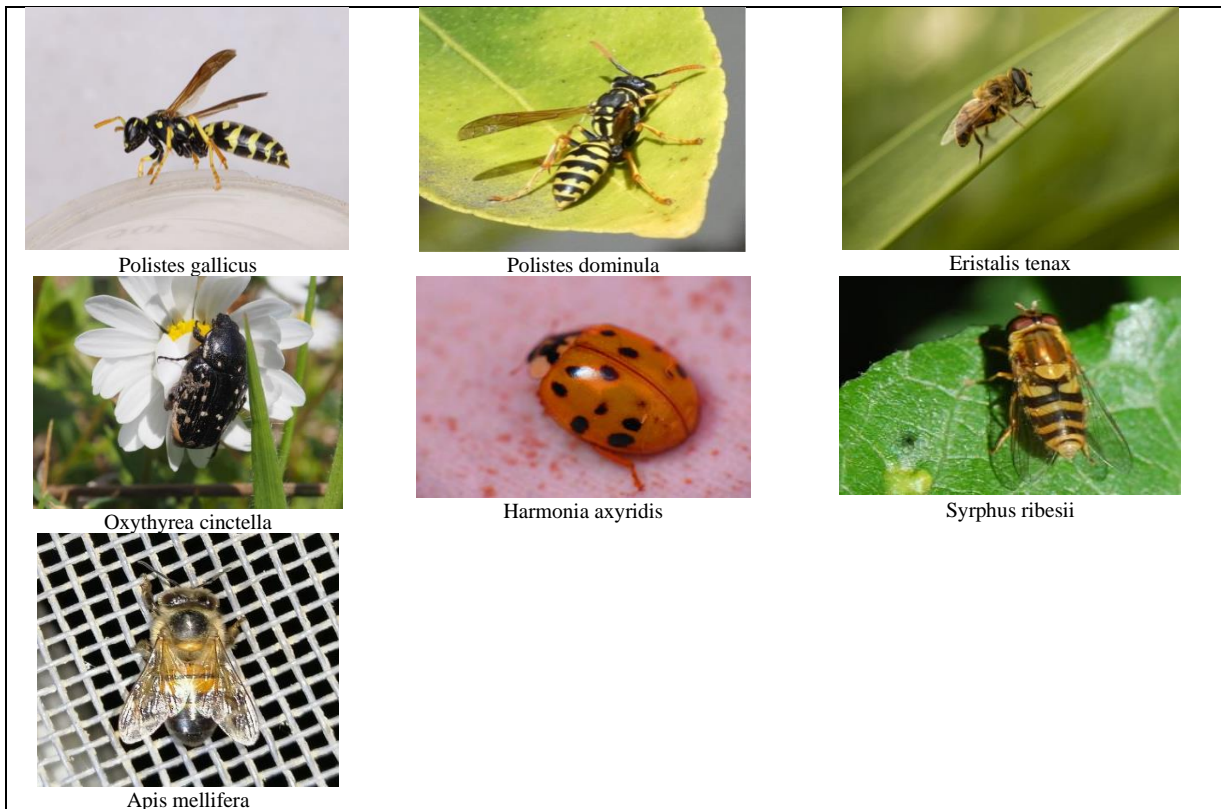 Polistes gallicus
Polistes dominula
Eristalis tenax
Oxythyrea cinctella
Harmonia axyridis
Syrphus ribesii
Apis mellifera